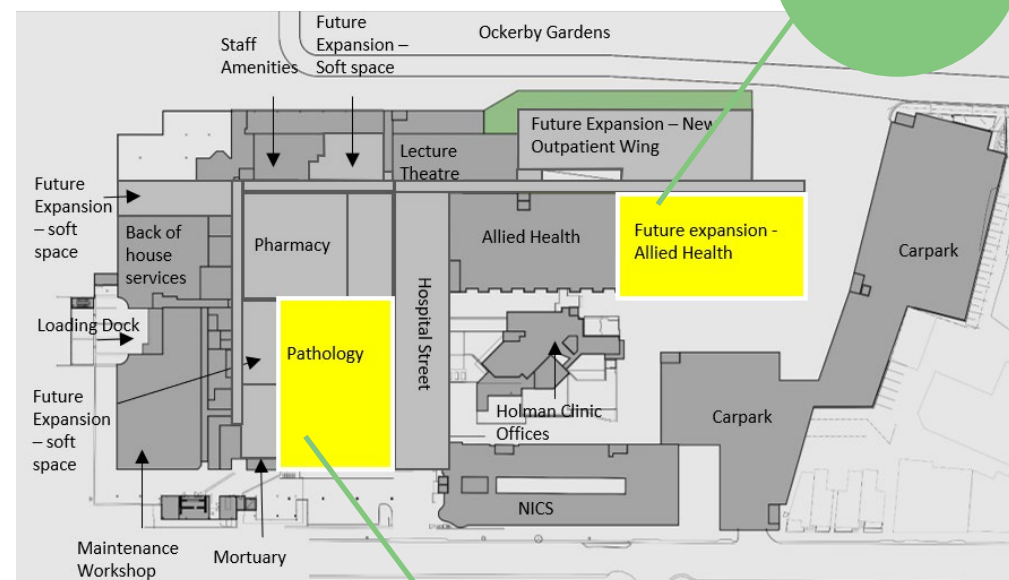 Ockerby Gardens
Future
Expansion –
Soft space
Staff
Amenities
Future Expansion – New
Outpatient Wing
Lecture
Theatre
Future
Expansion
– soft
space
Back of
house
services
Pharmacy
Allied Health
Future expansion -
Allied Health
Carpark
Hospital Street
Loading Dock
Pathology
Future
Expansion
– soft
space
Holman Clinic
Offices
Carpark
NICS
Maintenance
Workshop
Mortuary